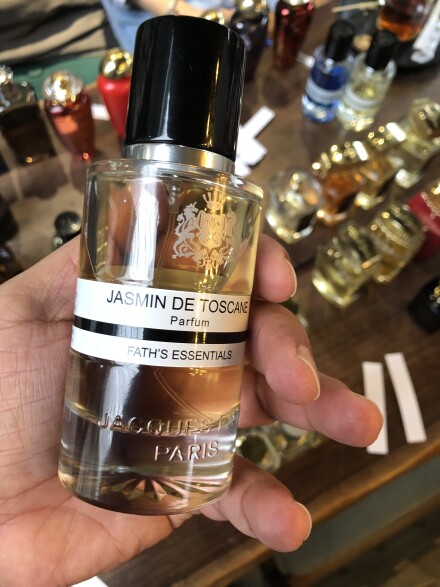 JASMIN DE TOSCANE
Parfum
FATH'S ESSENTIALS
JACQUES
PARIS